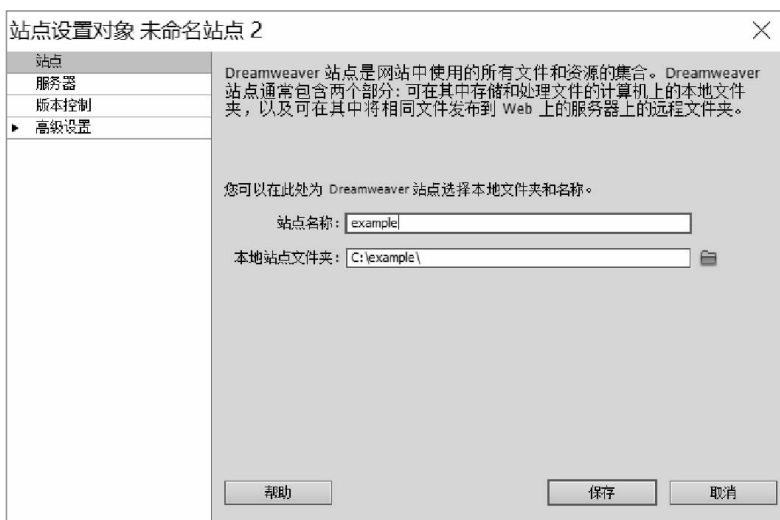 站点设置对象 未命名站点 2
站点
服务器
版本控制
高级设置
Dreamweaver 站点是网站中使用的所有文件和资源的集合。Dreamweaver
站点通常包含两个部分：可在其中存储和处理文件的计算机上的本地文件
夹，以及可在其中将相同文件发布到 Web 上的服务器上的远程文件夹。
您可以在此处为 Dreamweaver 站点选择本地文件夹和名称。
站点名称： example
本地站点文件夹： C:\example\
帮助 保存 取消